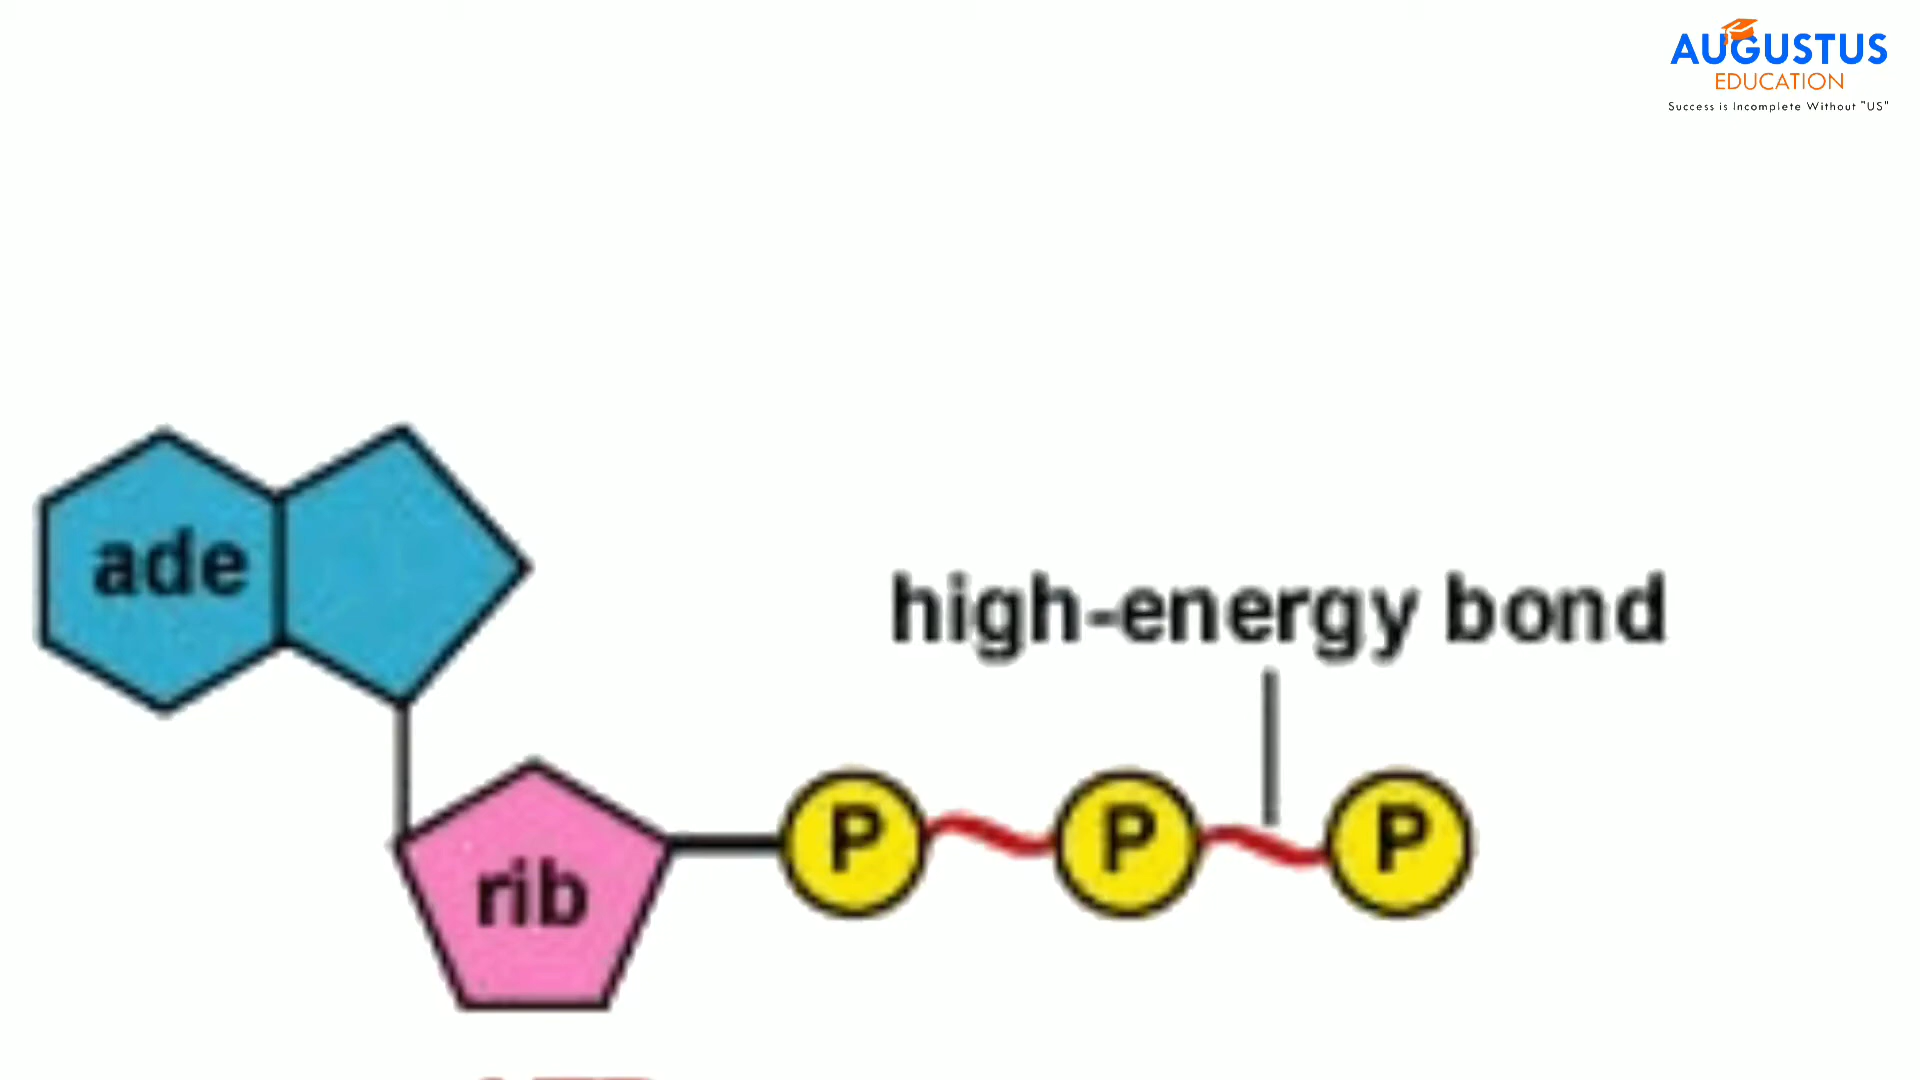 AUGUSTUS
EDUCATION
Success is Incomplete Without "US"
ade
high-energy bond
rib
P
P
P